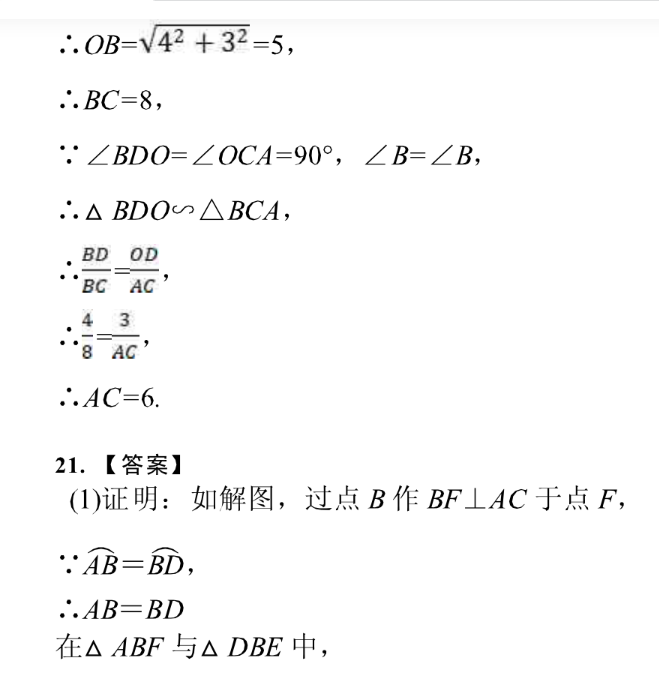 ∴OB=√4²+3²=5，
∴BC=8，
∵∠BDO=∠OCA=90°，∠B=∠B，
∴△BDO∽△BCA，
∴BD/BC=OD/AC，
∴4/8=3/AC，
∴AC=6.
21.【答案】
(1)证明：如解图，过点B作BF⊥AC于点F，
∵A͡B=B͡D，
∴AB=BD
在△ABF与△DBE中，